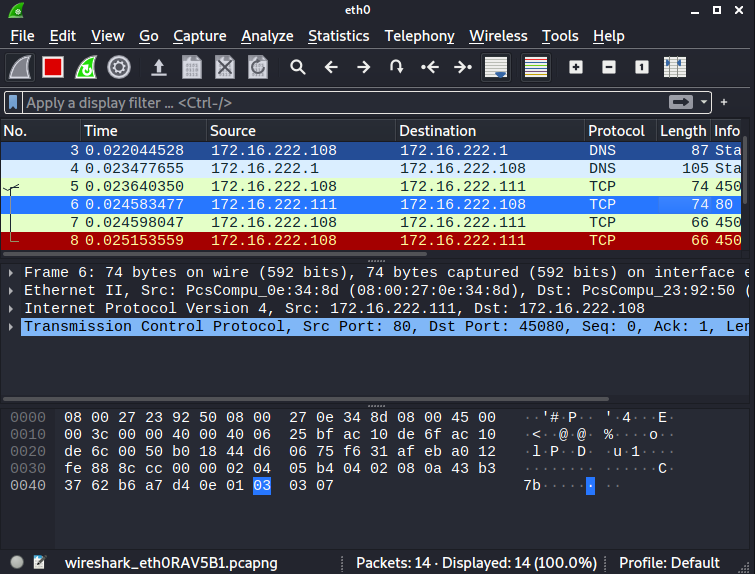 eth0
File Edit View Go Capture Analyze Statistics Telephony Wireless Tools Help
Apply a display filter … <Ctrl-/>
No. Time Source Destination Protocol Length Info
3 0.022044528 172.16.222.108 172.16.222.1 DNS 87 Sta
4 0.023477655 172.16.222.1 172.16.222.108 DNS 105 Sta
5 0.023640350 172.16.222.108 172.16.222.111 TCP 74 450
6 0.024583477 172.16.222.111 172.16.222.108 TCP 74 80
7 0.024598047 172.16.222.108 172.16.222.111 TCP 66 450
8 0.025153559 172.16.222.108 172.16.222.111 TCP 66 450
Frame 6: 74 bytes on wire (592 bits), 74 bytes captured (592 bits) on interface e
Ethernet II, Src: PcsCompu_0e:34:8d (08:00:27:0e:34:8d), Dst: PcsCompu_23:92:50 (
Internet Protocol Version 4, Src: 172.16.222.111, Dst: 172.16.222.108
Transmission Control Protocol, Src Port: 80, Dst Port: 45080, Seq: 0, Ack: 1, Len
0000 08 00 27 23 92 50 08 00 27 0e 34 8d 08 00 45 00 ··'#·P·· '·4···E·
0010 00 3c 00 00 40 00 40 06 25 bf ac 10 de 6f ac 10 ·<··@·@· %····o··
0020 de 6c 00 50 b0 18 44 d6 06 75 f6 31 af eb a0 12 ·l·P··D· ·u·1····
0030 fe 88 8c cc 00 00 02 04 05 b4 04 02 08 0a 43 b3 ········ ······C·
0040 37 62 b6 a7 d4 0e 01 03 03 07 7b······ ··
wireshark_eth0RAV5B1.pcapng Packets: 14 · Displayed: 14 (100.0%) Profile: Default